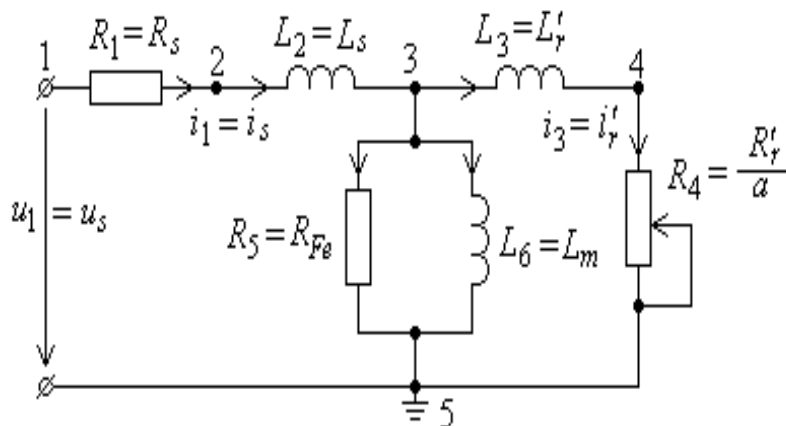 1
R₁=Rₛ
2
L₂=Lₛ
3
L₃=L'ᵣ
4
i₁=iₛ
i₃=i'ᵣ
u₁=uₛ
R₅=R_Fe
L₆=Lₘ
R₄=R'ᵣ/a
5